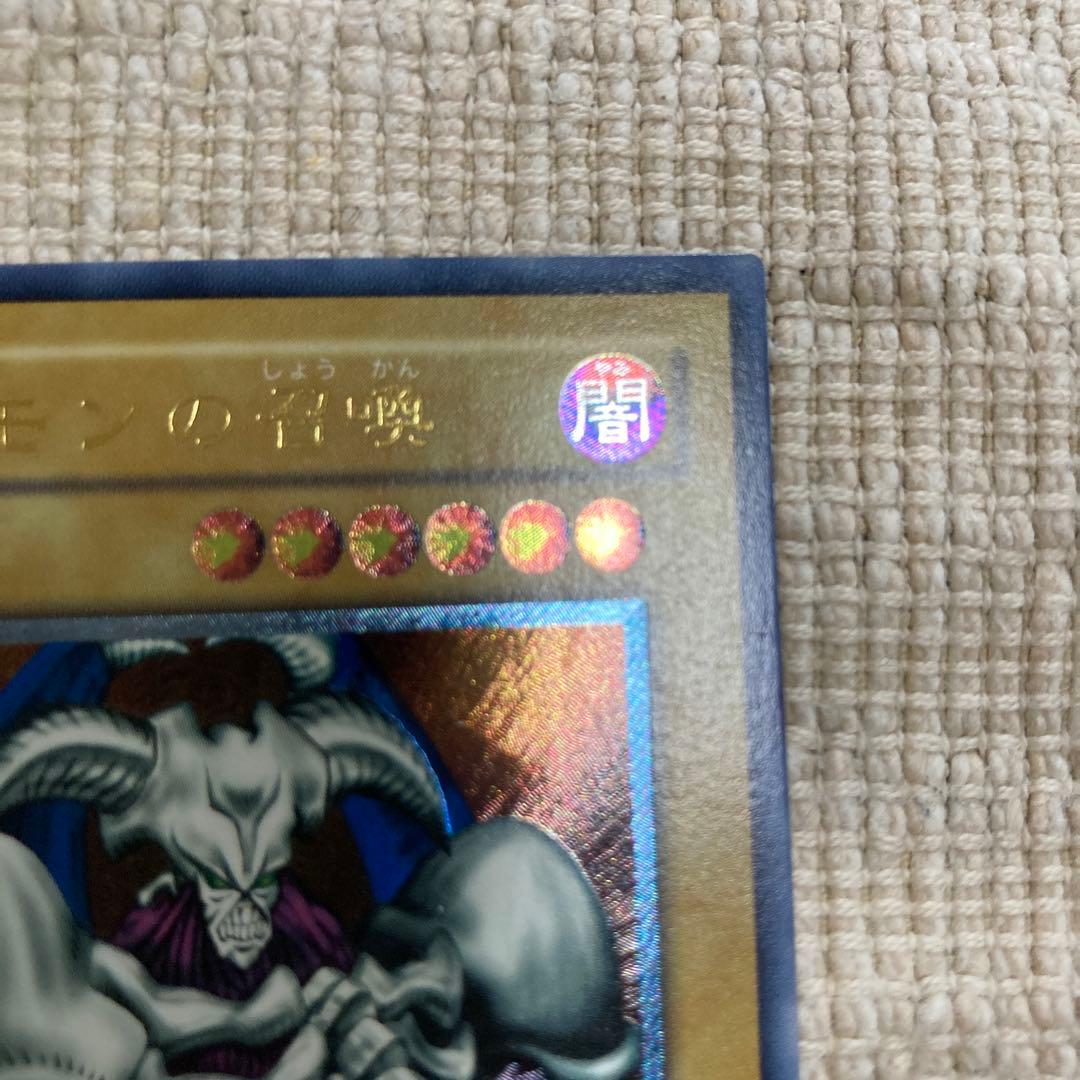 しょう かん
モンの召喚
やみ
闇